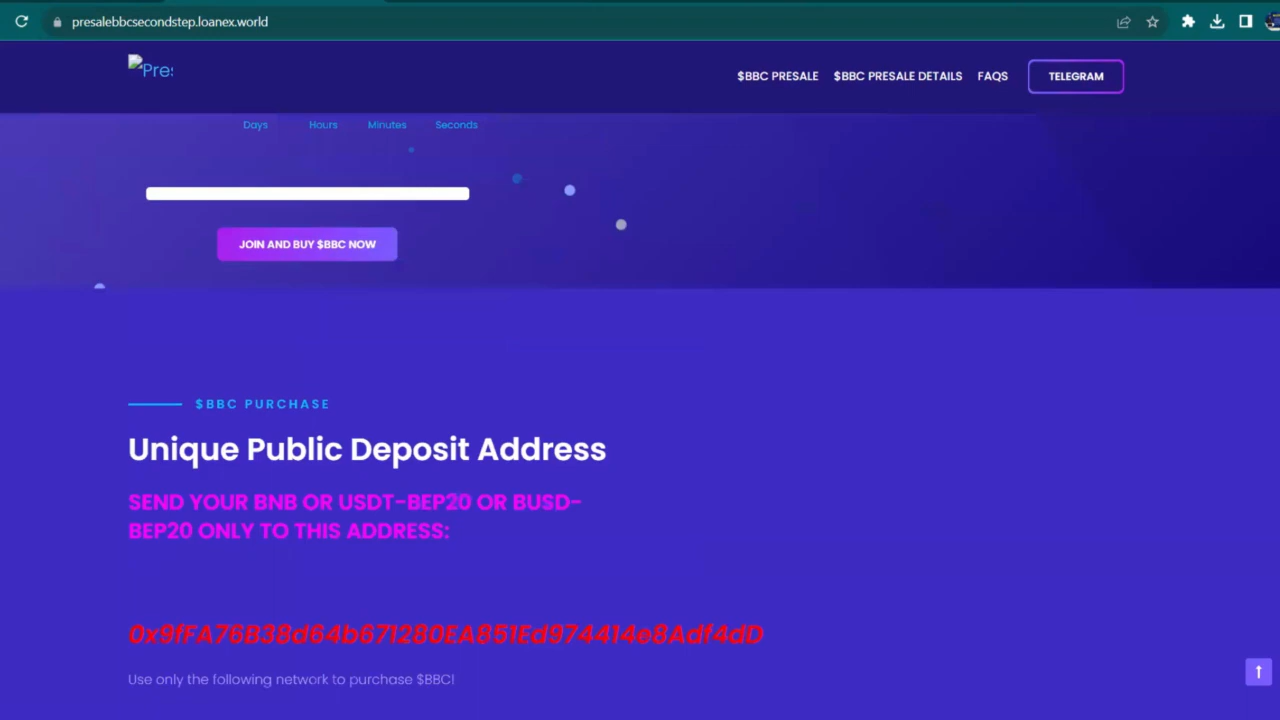 presalebbcsecondstep.loanex.world
Pres
$BBC PRESALE $BBC PRESALE DETAILS FAQS TELEGRAM
Days Hours Minutes Seconds
JOIN AND BUY $BBC NOW
$BBC PURCHASE
Unique Public Deposit Address
SEND YOUR BNB OR USDT-BEP20 OR BUSD-
BEP20 ONLY TO THIS ADDRESS:
0x9fFA76B38d64b671280EA851Ed974414e8Adf4dD
Use only the following network to purchase $BBC!